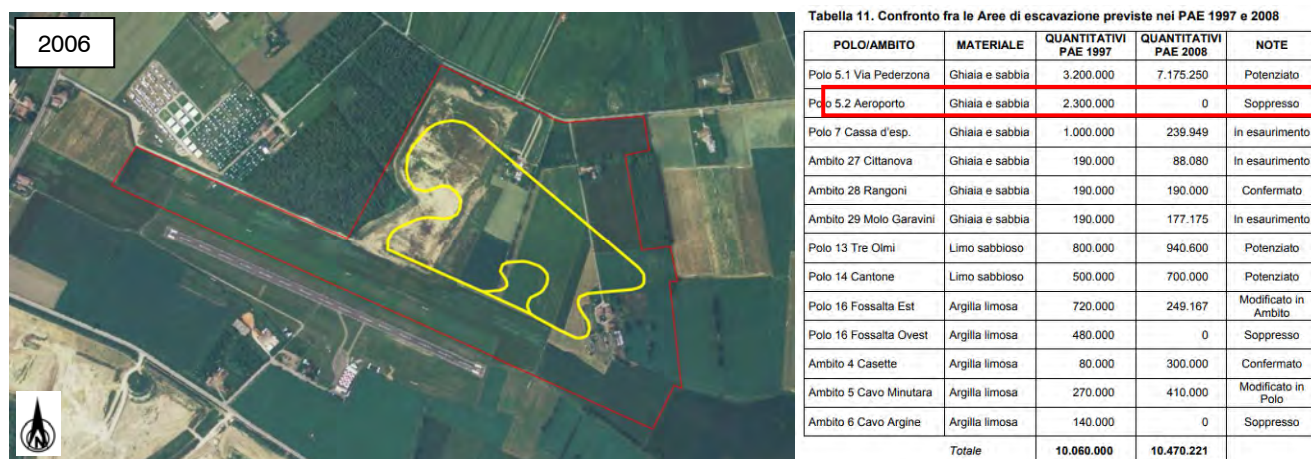 2006
N
Tabella 11. Confronto fra le Aree di escavazione previste nei PAE 1997 e 2008
POLO/AMBITO MATERIALE QUANTITATIVI PAE 1997 QUANTITATIVI PAE 2008 NOTE
Polo 5.1 Via Pederzona Ghiaia e sabbia 3.200.000 7.175.250 Potenziato
Polo 5.2 Aeroporto Ghiaia e sabbia 2.300.000 0 Soppresso
Polo 7 Cassa d'esp. Ghiaia e sabbia 1.000.000 239.949 in esaurimento
Ambito 27 Cittanova Ghiaia e sabbia 190.000 88.080 In esaurimento
Ambito 28 Rangoni Ghiaia e sabbia 190.000 190.000 Confermato
Ambito 29 Molo Garavini Ghiaia e sabbia 190.000 177.175 In esaurimento
Polo 13 Tre Olmi Limo sabbioso 800.000 940.600 Potenziato
Polo 14 Cantone Limo sabbioso 500.000 700.000 Potenziato
Polo 16 Fossalta Est Argilla limosa 720.000 249.167 Modificato in Ambito
Polo 16 Fossalta Ovest Argilla limosa 480.000 0 Soppresso
Ambito 4 Casette Argilla limosa 80.000 300.000 Confermato
Ambito 5 Cavo Minutara Argilla limosa 270.000 410.000 Modificato in Polo
Ambito 6 Cavo Argine Argilla limosa 140.000 0 Soppresso
Totale 10.060.000 10.470.221